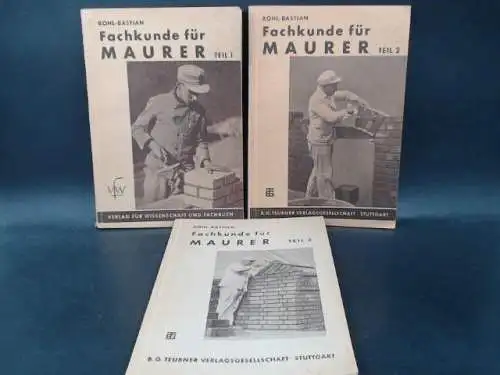 KOHL-BASTIAN
Fachkunde für
MAURER TEIL 1
VfW
VERLAG FÜR WISSENSCHAFT UND FACHBUCH
KOHL-BASTIAN
Fachkunde für
MAURER TEIL 2
B.G. TEUBNER VERLAGSGESELLSCHAFT · STUTTGART
KOHL-BASTIAN
Fachkunde für
MAURER TEIL 3
B.G. TEUBNER VERLAGSGESELLSCHAFT · STUTTGART